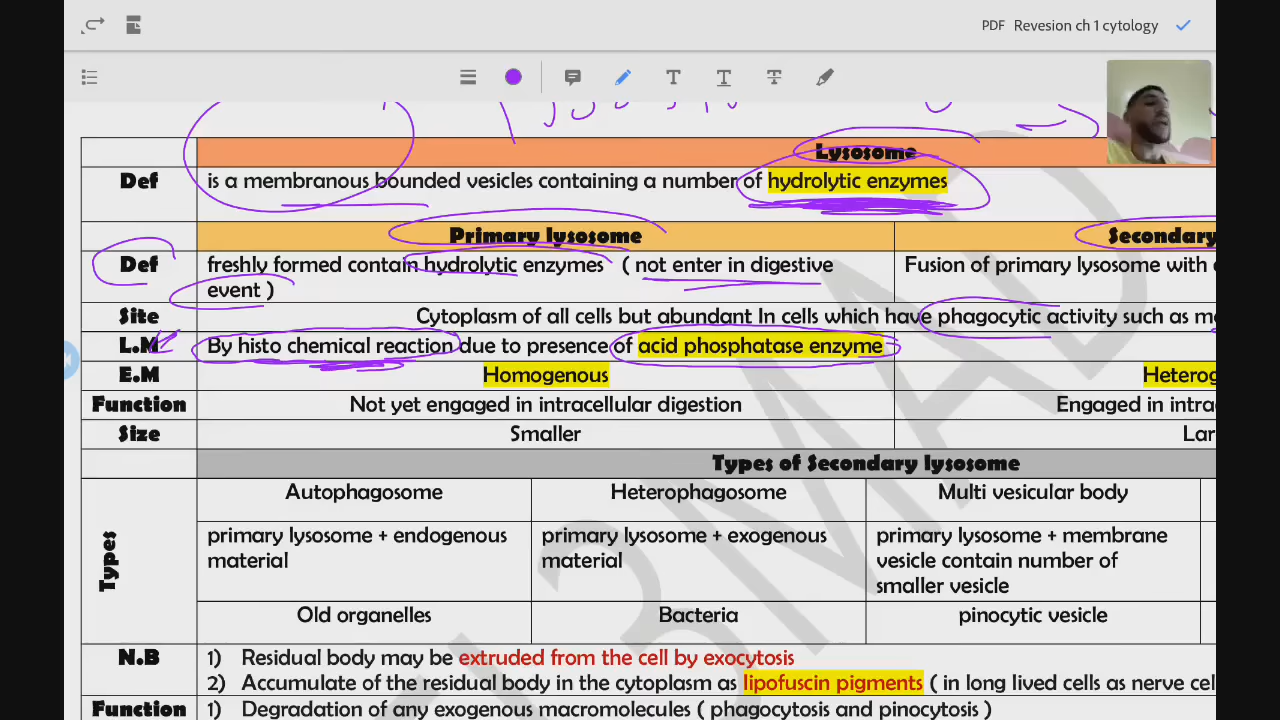 PDF Revesion ch 1 cytology
Lysosome
Def is a membranous bounded vesicles containing a number of hydrolytic enzymes
Primary lysosome Secondary
Def freshly formed contain hydrolytic enzymes ( not enter in digestive event ) Fusion of primary lysosome with
Site Cytoplasm of all cells but abundant In cells which have phagocytic activity such as
L.M By histo chemical reaction due to presence of acid phosphatase enzyme
E.M Homogenous Heterog
Function Not yet engaged in intracellular digestion Engaged in intra
Size Smaller Lar
Types of Secondary lysosome
Types
Autophagosome Heterophagosome Multi vesicular body
primary lysosome + endogenous material primary lysosome + exogenous material primary lysosome + membrane vesicle contain number of smaller vesicle
Old organelles Bacteria pinocytic vesicle
N.B 1) Residual body may be extruded from the cell by exocytosis
2) Accumulate of the residual body in the cytoplasm as lipofuscin pigments ( in long lived cells as nerve cel
Function 1) Degradation of any exogenous macromolecules ( phagocytosis and pinocytosis )